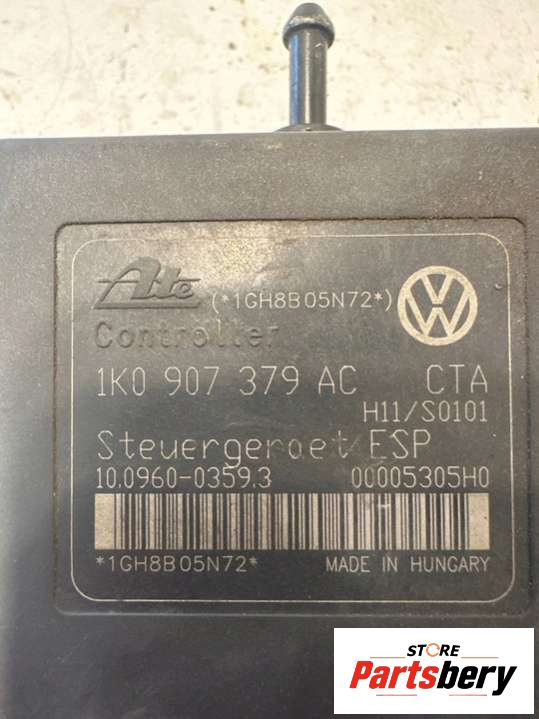 Ate (*1GH8B05N72*)
Controller
1K0 907 379 AC CTA
H11/S0101
Steuergeraet ESP
10.0960-0359.3 00005305H0
*1GH8B05N72* MADE IN HUNGARY
STORE
Partsbery